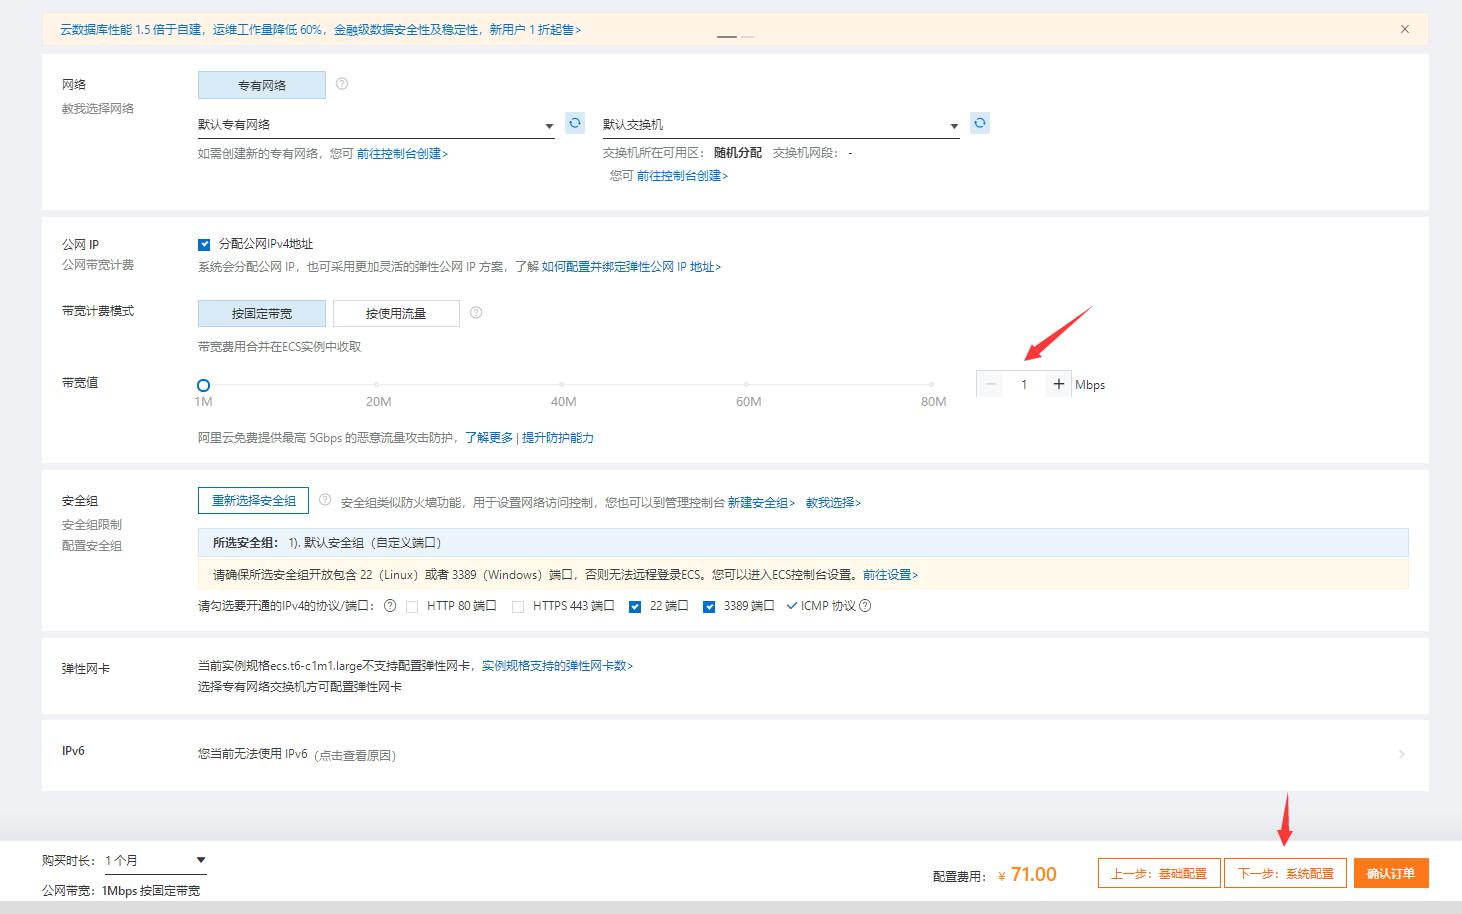 云数据库性能 1.5 倍于自建，运维工作量降低 60%，金融级数据安全性及稳定性，新用户 1 折起售>
网络
专有网络
教我选择网络
默认专有网络
默认交换机
如需创建新的专有网络，您可 前往控制台创建>
交换机所在可用区： 随机分配 交换机网段： -
您可 前往控制台创建>
公网 IP
分配公网IPv4地址
公网带宽计费
系统会分配公网 IP，也可采用更加灵活的弹性公网 IP 方案，了解 如何配置并绑定弹性公网 IP 地址>
带宽计费模式
按固定带宽
按使用流量
带宽费用合并在ECS实例中收取
带宽值
1 Mbps
1M 20M 40M 60M 80M
阿里云免费提供最高 5Gbps 的恶意流量攻击防护，了解更多 | 提升防护能力
安全组
重新选择安全组
安全组类似防火墙功能，用于设置网络访问控制，您也可以到管理控制台 新建安全组> 教我选择>
安全组限制
配置安全组
所选安全组： 1). 默认安全组（自定义端口）
请确保所选安全组开放包含 22（Linux）或者 3389（Windows）端口，否则无法远程登录ECS。您可以进入ECS控制台设置。前往设置>
请勾选要开通的IPv4的协议/端口： HTTP 80 端口 HTTPS 443 端口 22 端口 3389 端口 ICMP 协议
弹性网卡
当前实例规格ecs.t6-c1m1.large不支持配置弹性网卡，实例规格支持的弹性网卡数>
选择专有网络交换机方可配置弹性网卡
IPv6
您当前无法使用 IPv6 （点击查看原因）
购买时长： 1 个月
公网带宽： 1Mbps 按固定带宽
配置费用： ¥ 71.00
上一步：基础配置
下一步：系统配置
确认订单